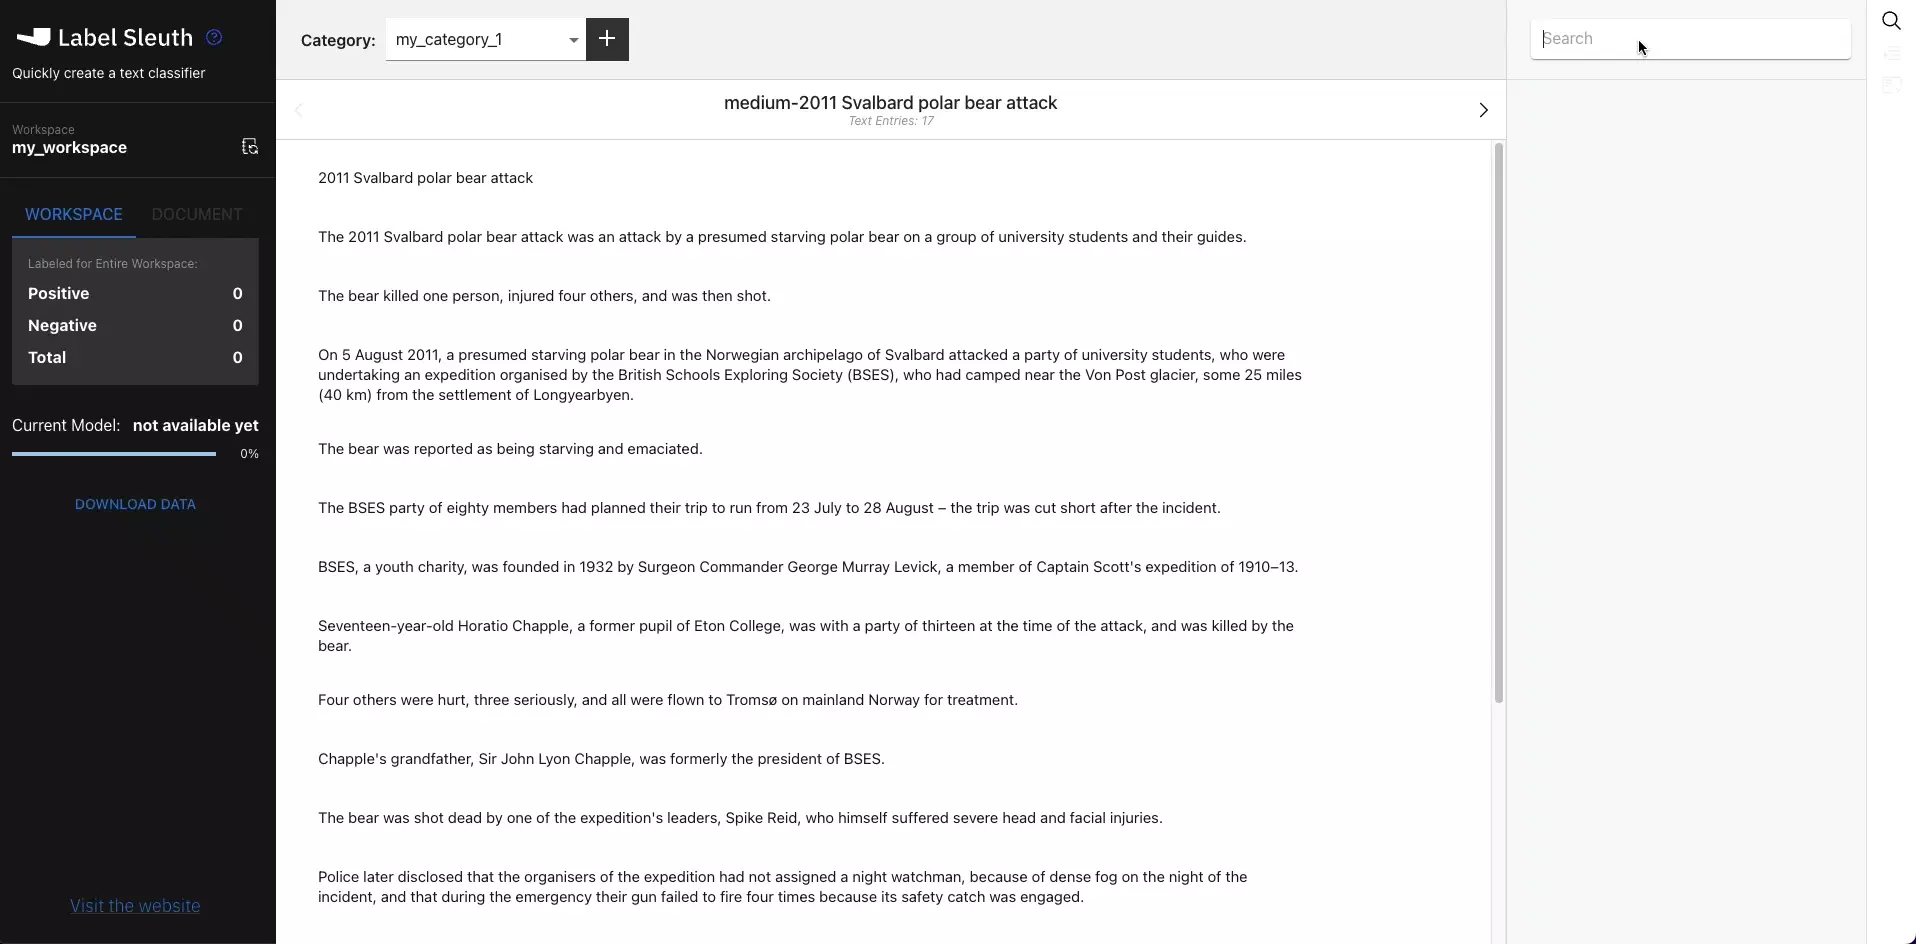 Label Sleuth
Quickly create a text classifier
Workspace
my_workspace
WORKSPACE DOCUMENT
Labeled for Entire Workspace:
Positive 0
Negative 0
Total 0
Current Model: not available yet
0%
DOWNLOAD DATA
Visit the website
Category: my_category_1 +
medium-2011 Svalbard polar bear attack
Text Entries: 17
2011 Svalbard polar bear attack
The 2011 Svalbard polar bear attack was an attack by a presumed starving polar bear on a group of university students and their guides.
The bear killed one person, injured four others, and was then shot.
On 5 August 2011, a presumed starving polar bear in the Norwegian archipelago of Svalbard attacked a party of university students, who were
undertaking an expedition organised by the British Schools Exploring Society (BSES), who had camped near the Von Post glacier, some 25 miles
(40 km) from the settlement of Longyearbyen.
The bear was reported as being starving and emaciated.
The BSES party of eighty members had planned their trip to run from 23 July to 28 August – the trip was cut short after the incident.
BSES, a youth charity, was founded in 1932 by Surgeon Commander George Murray Levick, a member of Captain Scott's expedition of 1910–13.
Seventeen-year-old Horatio Chapple, a former pupil of Eton College, was with a party of thirteen at the time of the attack, and was killed by the
bear.
Four others were hurt, three seriously, and all were flown to Tromsø on mainland Norway for treatment.
Chapple's grandfather, Sir John Lyon Chapple, was formerly the president of BSES.
The bear was shot dead by one of the expedition's leaders, Spike Reid, who himself suffered severe head and facial injuries.
Police later disclosed that the organisers of the expedition had not assigned a night watchman, because of dense fog on the night of the
incident, and that during the emergency their gun failed to fire four times because its safety catch was engaged.
Search